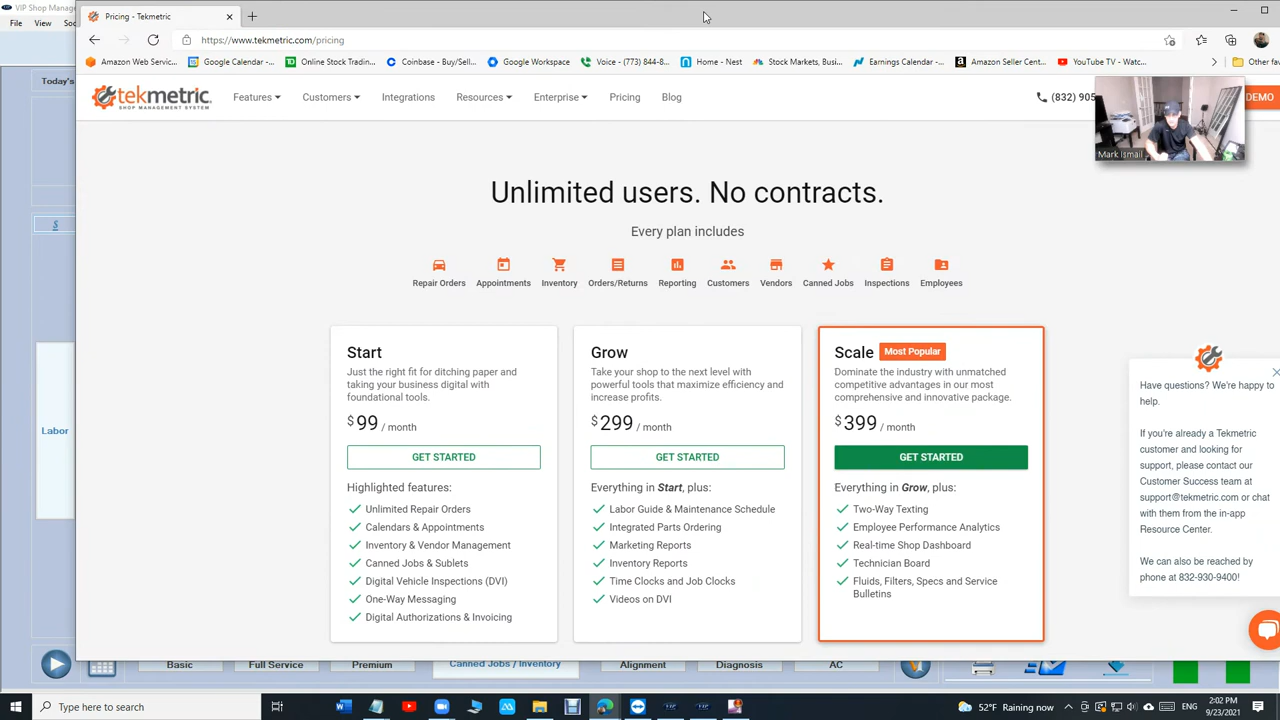 VIP Shop Manage
File
View
Pricing - Tekmetric
https://www.tekmetric.com/pricing
Amazon Web Servic...
Google Calendar -...
Online Stock Tradin...
Coinbase - Buy/Sell...
Google Workspace
Voice - (773) 844-8...
Home - Nest
Stock Markets, Busi...
Earnings Calendar -...
Amazon Seller Cent...
YouTube TV - Watc...
Other fav
Today's
tekmetric.
SHOP MANAGEMENT SYSTEM
Features
Customers
Integrations
Resources
Enterprise
Pricing
Blog
(832) 905
DEMO
Mark Ismail
Unlimited users. No contracts.
Every plan includes
Repair Orders
Appointments
Inventory
Orders/Returns
Reporting
Customers
Vendors
Canned Jobs
Inspections
Employees
S
Labor
Start
Just the right fit for ditching paper and
taking your business digital with
foundational tools.
$99 / month
GET STARTED
Highlighted features:
Unlimited Repair Orders
Calendars & Appointments
Inventory & Vendor Management
Canned Jobs & Sublets
Digital Vehicle Inspections (DVI)
One-Way Messaging
Digital Authorizations & Invoicing
Grow
Take your shop to the next level with
powerful tools that maximize efficiency and
increase profits.
$299 / month
GET STARTED
Everything in Start, plus:
Labor Guide & Maintenance Schedule
Integrated Parts Ordering
Marketing Reports
Inventory Reports
Time Clocks and Job Clocks
Videos on DVI
Scale
Most Popular
Dominate the industry with unmatched
competitive advantages in our most
comprehensive and innovative package.
$399 / month
GET STARTED
Everything in Grow, plus:
Two-Way Texting
Employee Performance Analytics
Real-time Shop Dashboard
Technician Board
Fluids, Filters, Specs and Service
Bulletins
Have questions? We're happy to
help.
If you're already a Tekmetric
customer and looking for
support, please contact our
Customer Success team at
support@tekmetric.com or chat
with them from the in-app
Resource Center.
We can also be reached by
phone at 832-930-9400!
Basic
Full Service
Premium
Canned Jobs / Inventory
Alignment
Diagnosis
AC
Type here to search
52°F Raining now
2:02 PM
9/23/2021